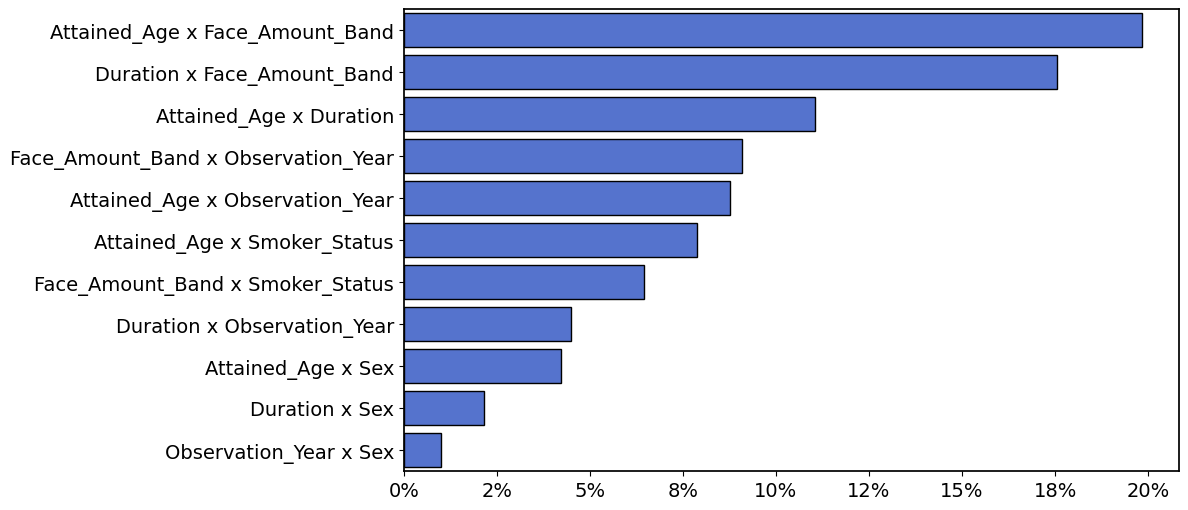 Attained_Age x Face_Amount_Band
Duration x Face_Amount_Band
Attained_Age x Duration
Face_Amount_Band x Observation_Year
Attained_Age x Observation_Year
Attained_Age x Smoker_Status
Face_Amount_Band x Smoker_Status
Duration x Observation_Year
Attained_Age x Sex
Duration x Sex
Observation_Year x Sex
0% 2% 5% 8% 10% 12% 15% 18% 20%